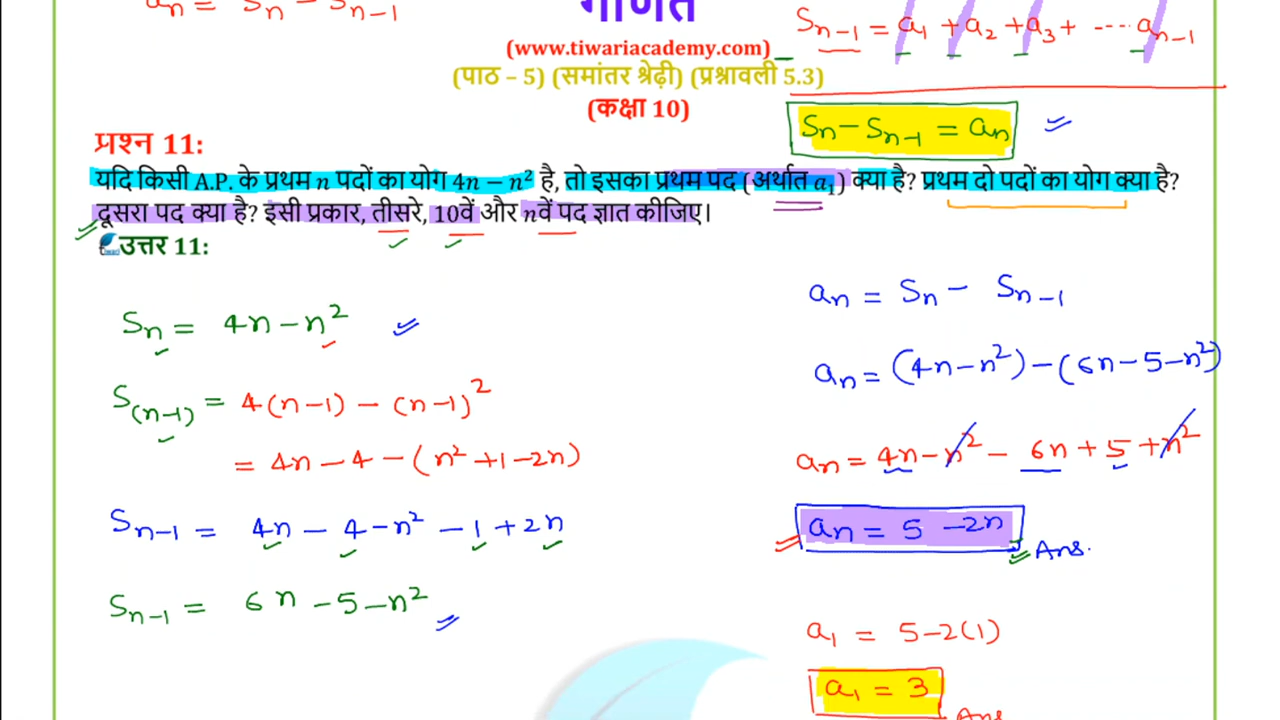 an = Sn - Sn-1
गणित
Sn-1 = a1 + a2 + a3 + ---- an-1
(www.tiwariacademy.com)
(पाठ – 5) (समांतर श्रेढ़ी) (प्रश्नावली 5.3)
(कक्षा 10)
Sn - Sn-1 = an
प्रश्न 11:
यदि किसी A.P. के प्रथम n पदों का योग 4n − n² है, तो इसका प्रथम पद (अर्थात a₁) क्या है? प्रथम दो पदों का योग क्या है?
दूसरा पद क्या है? इसी प्रकार, तीसरे, 10वें और nवें पद ज्ञात कीजिए।
उत्तर 11:
Sn = 4n - n²
S(n-1) = 4(n-1) - (n-1)²
= 4n - 4 - (n² + 1 - 2n)
Sn-1 = 4n - 4 - n² - 1 + 2n
Sn-1 = 6n - 5 - n²
an = Sn - Sn-1
an = (4n - n²) - (6n - 5 - n²)
an = 4n - n² - 6n + 5 + n²
an = 5 - 2n
Ans.
a1 = 5 - 2(1)
a1 = 3
Ans